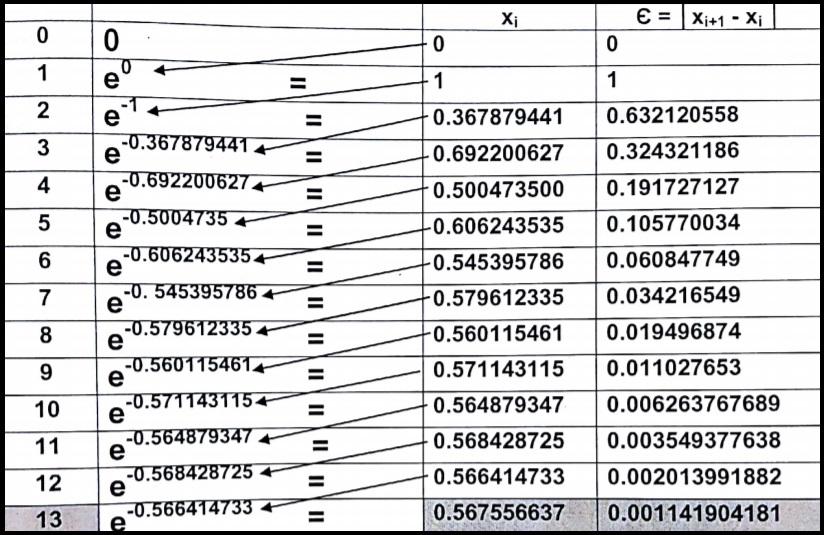 xᵢ Є = | xᵢ₊₁ - xᵢ |
0 0 0 0
1 e⁰ = 1 1
2 e⁻¹ = 0.367879441 0.632120558
3 e^-0.367879441 = 0.692200627 0.324321186
4 e^-0.692200627 = 0.500473500 0.191727127
5 e^-0.5004735 = 0.606243535 0.105770034
6 e^-0.606243535 = 0.545395786 0.060847749
7 e^-0. 545395786 = 0.579612335 0.034216549
8 e^-0.579612335 = 0.560115461 0.019496874
9 e^-0.560115461 = 0.571143115 0.011027653
10 e^-0.571143115 = 0.564879347 0.006263767689
11 e^-0.564879347 = 0.568428725 0.003549377638
12 e^-0.568428725 = 0.566414733 0.002013991882
13 e^-0.566414733 = 0.567556637 0.001141904181